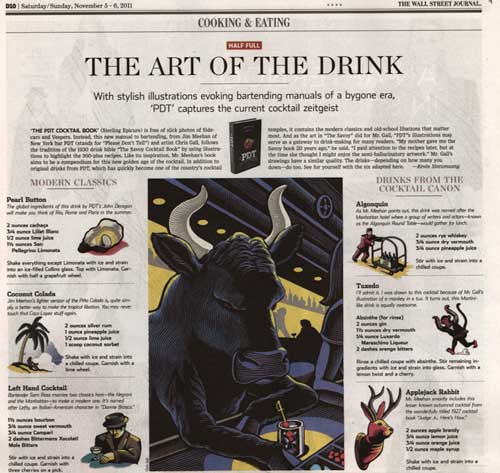 D10 | Saturday/Sunday, November 5 - 6, 2011
THE WALL STREET JOURNAL.
COOKING & EATING
HALF FULL
THE ART OF THE DRINK
With stylish illustrations evoking bartending manuals of a bygone era,
'PDT' captures the current cocktail zeitgeist
'THE PDT COCKTAIL BOOK' (Sterling Epicure) is free of slick photos of Side-
cars and Vespers. Instead, this new manual to bartending, from Jim Meehan of
New York bar PDT (stands for "Please Don't Tell") and artist Chris Gall, follows
the tradition of the 1930 drink bible "The Savoy Cocktail Book" by using illustra-
tions to highlight the 300-plus recipes. Like its inspiration, Mr. Meehan's book
aims to be a compendium for this new golden age of the cocktail. In addition to
original drinks from PDT, which has quickly become one of the country's cocktail
PDT
temples, it contains the modern classics and old-school libations that matter
most. And as the art in "The Savoy" did for Mr. Gall, "PDT"'s illustrations may
serve as a gateway to drink-making for many readers. "My mother gave me the
Savoy book 20 years ago," he said. "I paid attention to the recipes later, but at
the time she thought I might enjoy the semi-hallucinatory artwork." Mr. Gall's
drawings have a similar quality. The drinks—depending on how many you
down—do too. See for yourself with the six adapted here.
MODERN CLASSICS
Pearl Button
The global ingredients of this drink by PDT's John Deragon
will make you think of Rio, Rome and Paris in the summer.
2 ounces cachaça
3/4 ounce Lillet Blanc
1/2 ounce lime juice
1½ ounces San
Pellegrino Limonata
Shake everything except Limonata with ice and strain
into an ice-filled Collins glass. Top with Limonata. Gar-
nish with half a grapefruit wheel.
Coconut Colada
Jim Meehan's lighter version of the Piña Colada is, quite sim-
ply, a better way to make the tropical libation. You may never
touch that Coco Lopez stuff again.
2 ounces silver rum
1 ounce pineapple juice
1/2 ounce lime juice
1 scoop coconut sorbet
Shake with ice and strain into
a chilled coupe. Garnish with a
lime wheel.
Left Hand Cocktail
Bartender Sam Ross marries two classics here—the Negroni
and the Manhattan—to make a modern one. It's named
after Lefty, an Italian-American character in "Donnie Brasco."
1½ ounces bourbon
3/4 ounce sweet vermouth
3/4 ounce Campari
2 dashes Bittermens Xocolatl
Mole Bitters
Stir with ice and strain into a
chilled coupe. Garnish with
three cherries on a pick.
DRINKS FROM THE
COCKTAIL CANON
Algonquin
As Mr. Meehan points out, this drink was named after the
Manhattan hotel where a group of writers and actors—known
as the Algonquin Round Table—would gather for lunch.
2 ounces rye whiskey
3/4 ounce dry vermouth
3/4 ounce pineapple juice
Stir with ice and strain into a
chilled coupe.
Tuxedo
I'll admit it: I was drawn to this cocktail because of Mr. Gall's
illustration of a monkey in a tux. It turns out, this Martini-
like drink is equally awesome.
Absinthe (for rinse)
2 ounces gin
1½ ounces dry vermouth
1/4 ounce Luxardo
Maraschino Liqueur
2 dashes orange bitters
Rinse a chilled coupe with absinthe. Stir remaining in-
gredients with ice and strain into glass. Garnish with a
lemon twist and a cherry.
Applejack Rabbit
Mr. Meehan smartly includes this
lesser known autumnal cocktail from
the wonderfully titled 1927 cocktail
book "Judge Jr., Here's How."
2 ounces apple brandy
3/4 ounce lemon juice
3/4 ounce orange juice
1/2 ounce maple syrup
Shake with ice and strain into a
chilled coupe.